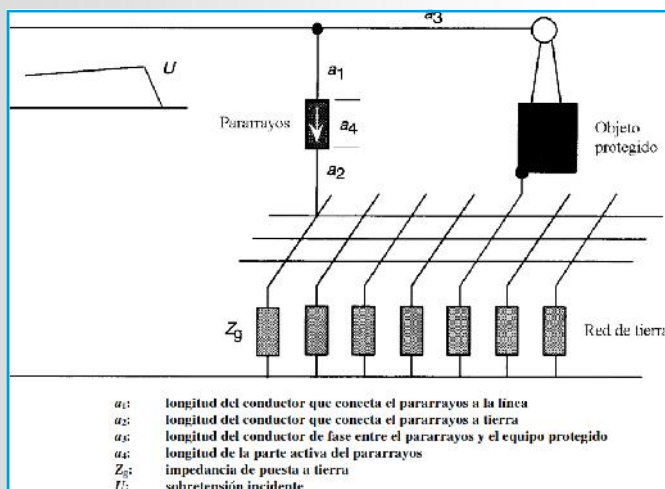 a3
a1
U
Pararrayos
a4
Objeto
protegido
a2
Zg
Red de tierra
a1: longitud del conductor que conecta el pararrayos a la línea
a2: longitud del conductor que conecta el pararrayos a tierra
a3: longitud del conductor de fase entre el pararrayos y el equipo protegido
a4: longitud de la parte activa del pararrayos
Zg: impedancia de puesta a tierra
U: sobretensión incidente